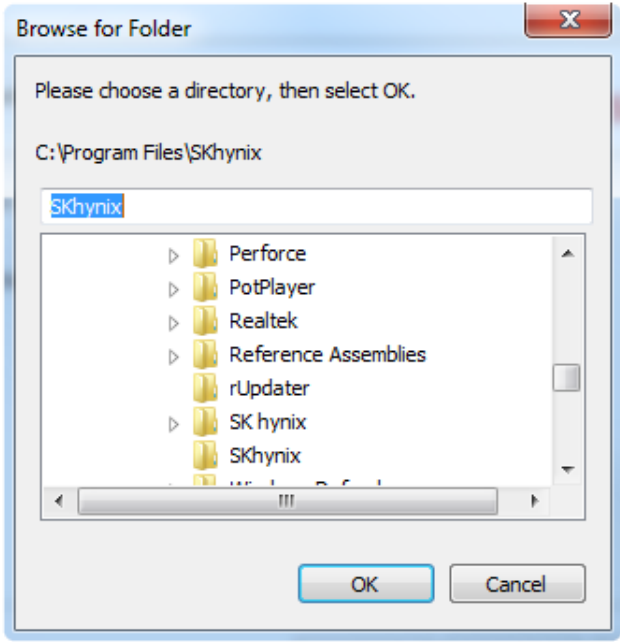 Browse for Folder
Please choose a directory, then select OK.
C:\Program Files\SKhynix
SKhynix
Perforce
PotPlayer
Realtek
Reference Assemblies
rUpdater
SK hynix
SKhynix
OK Cancel